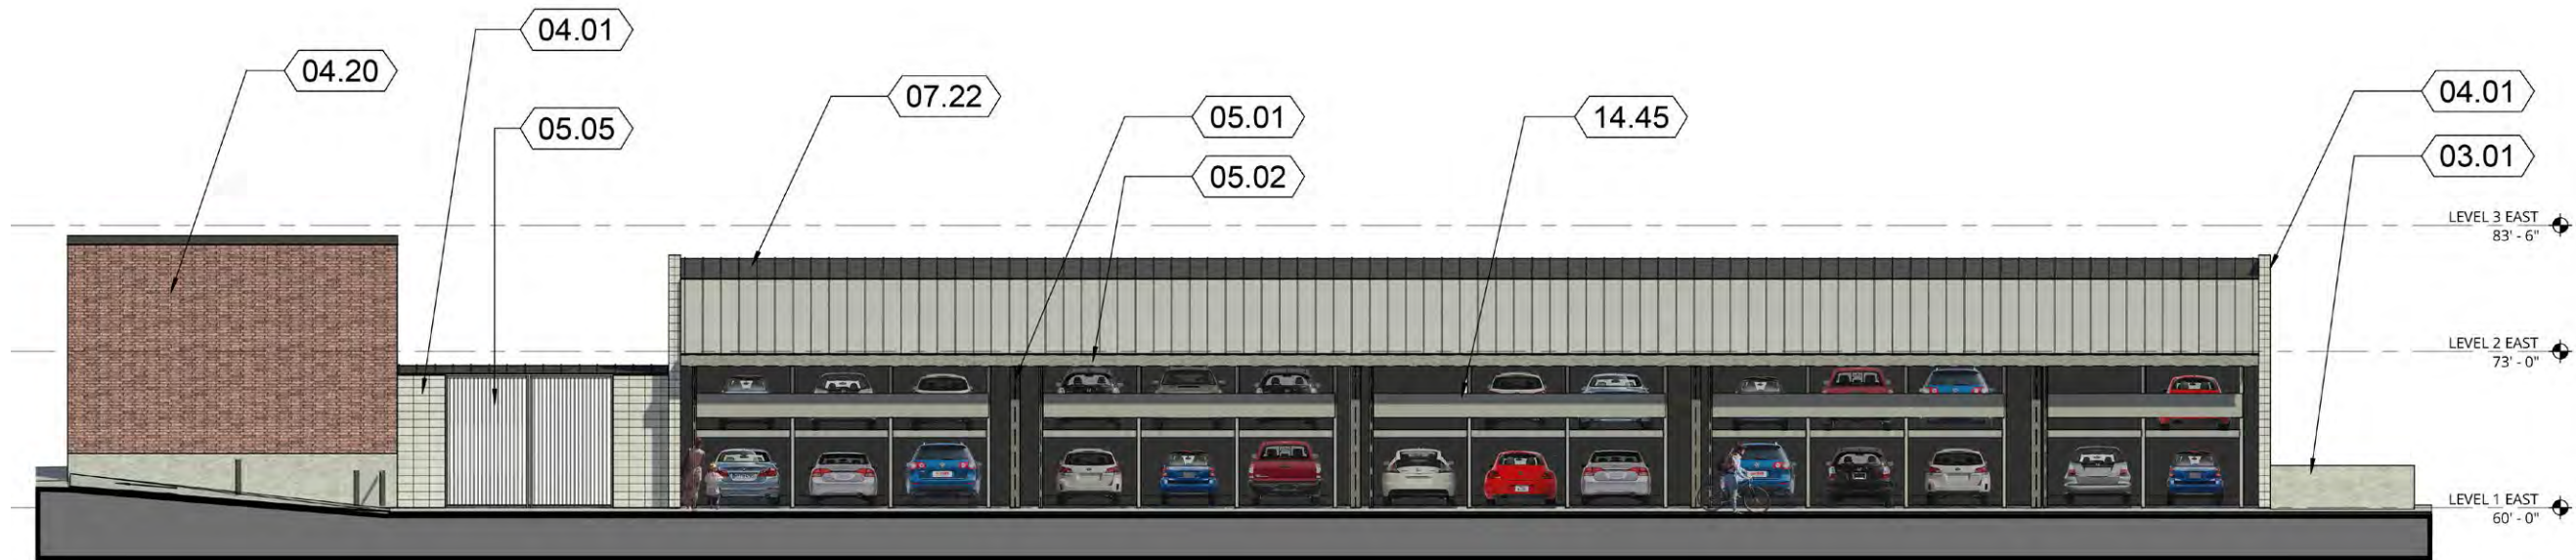 04.01
04.20
05.05
07.22
05.01
05.02
14.45
04.01
03.01
LEVEL 3 EAST
83' - 6"
LEVEL 2 EAST
73' - 0"
LEVEL 1 EAST
60' - 0"